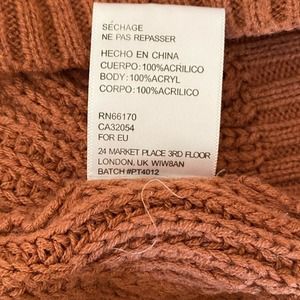 SÉCHAGE
NE PAS REPASSER
HECHO EN CHINA
CUERPO: 100%ACRILICO
BODY: 100%ACRYL
CORPO: 100%ACRILICO
RN66170
CA32054
FOR EU
24 MARKET PLACE 3RD FLOOR
LONDON, UK WIW8AN
BATCH #PT4012